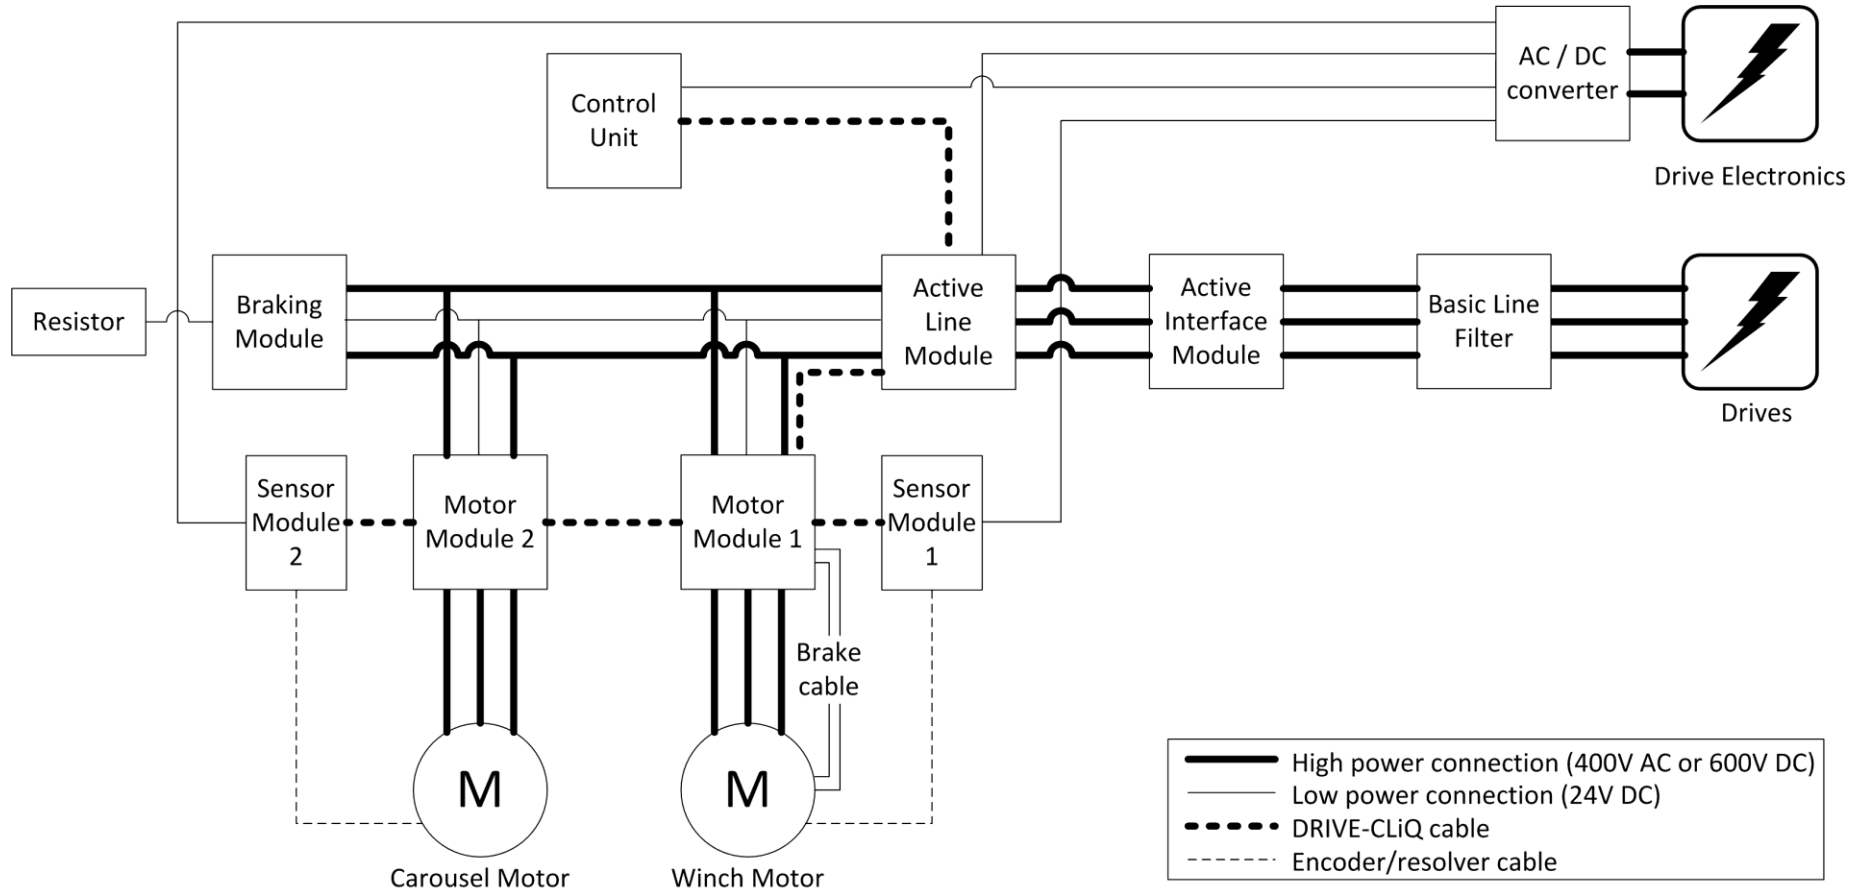 AC / DC
converter
Control
Unit
Drive Electronics
Resistor
Braking
Module
Active
Line
Module
Active
Interface
Module
Basic Line
Filter
Drives
Sensor
Module
2
Motor
Module 2
Motor
Module 1
Sensor
Module
1
Brake
cable
M
M
Carousel Motor
Winch Motor
High power connection (400V AC or 600V DC)
Low power connection (24V DC)
DRIVE-CLiQ cable
Encoder/resolver cable